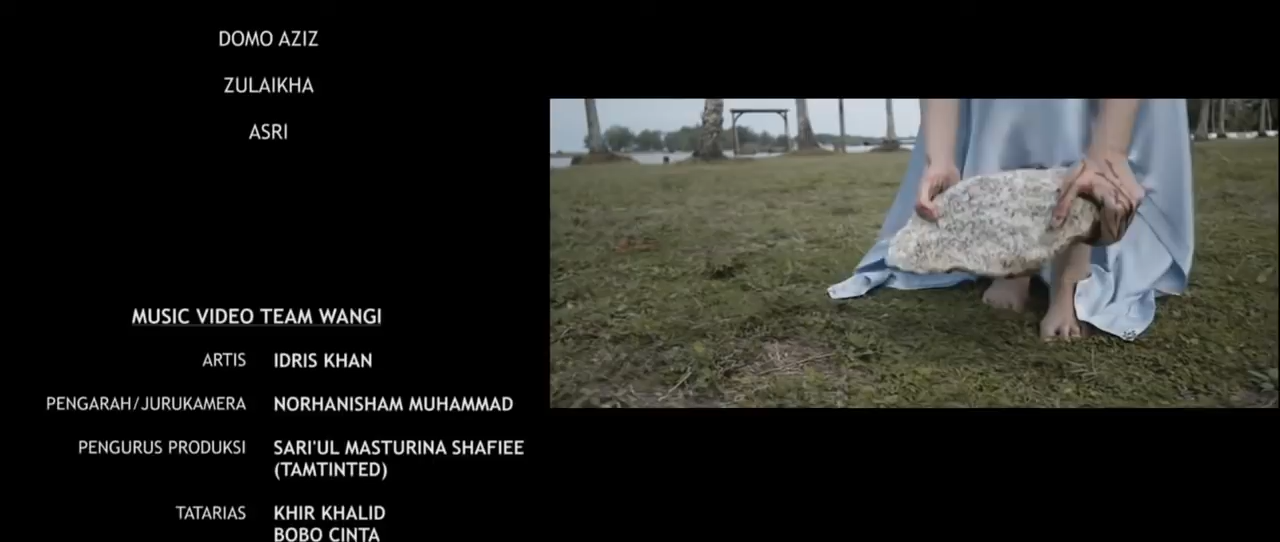 DOMO AZIZ
ZULAIKHA
ASRI
MUSIC VIDEO TEAM WANGI
ARTIS IDRIS KHAN
PENGARAH/JURUKAMERA NORHANISHAM MUHAMMAD
PENGURUS PRODUKSI SARI'UL MASTURINA SHAFIEE
(TAMTINTED)
TATARIAS KHIR KHALID
BOBO CINTA